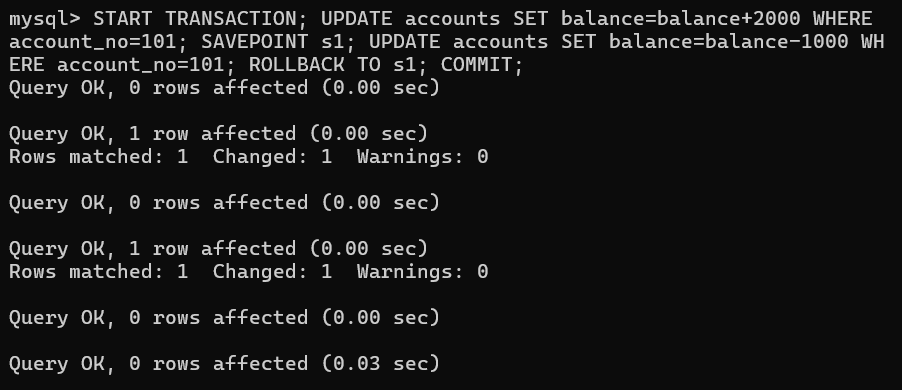 mysql> START TRANSACTION; UPDATE accounts SET balance=balance+2000 WHERE
account_no=101; SAVEPOINT s1; UPDATE accounts SET balance=balance-1000 WH
ERE account_no=101; ROLLBACK TO s1; COMMIT;
Query OK, 0 rows affected (0.00 sec)
Query OK, 1 row affected (0.00 sec)
Rows matched: 1  Changed: 1  Warnings: 0
Query OK, 0 rows affected (0.00 sec)
Query OK, 1 row affected (0.00 sec)
Rows matched: 1  Changed: 1  Warnings: 0
Query OK, 0 rows affected (0.00 sec)
Query OK, 0 rows affected (0.03 sec)